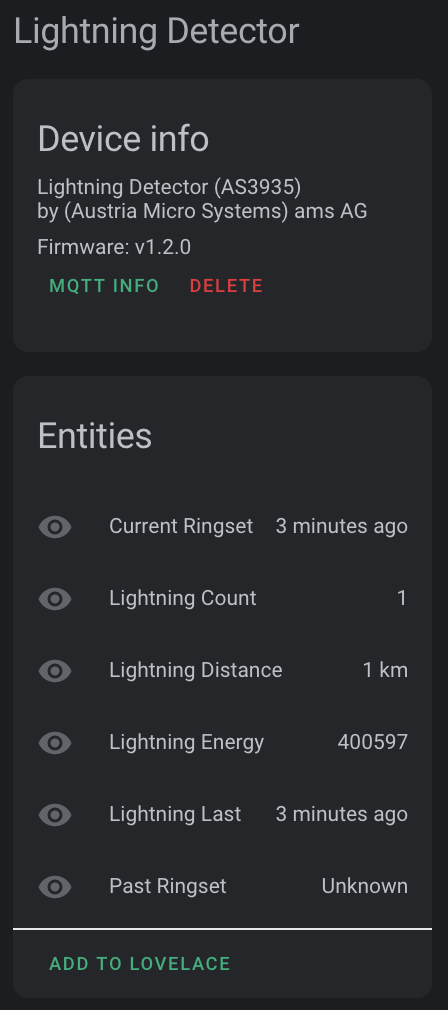 Lightning Detector
Device info
Lightning Detector (AS3935)
by (Austria Micro Systems) ams AG
Firmware: v1.2.0
MQTT INFO DELETE
Entities
Current Ringset 3 minutes ago
Lightning Count 1
Lightning Distance 1 km
Lightning Energy 400597
Lightning Last 3 minutes ago
Past Ringset Unknown
ADD TO LOVELACE